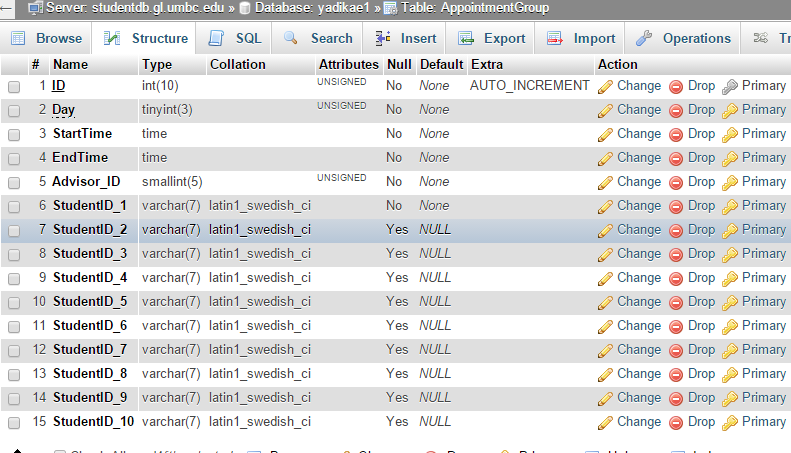 Server: studentdb.gl.umbc.edu » Database: yadikae1 » Table: AppointmentGroup
Browse Structure SQL Search Insert Export Import Operations
# Name Type Collation Attributes Null Default Extra Action
1 ID int(10) UNSIGNED No None AUTO_INCREMENT Change Drop Primary
2 Day tinyint(3) UNSIGNED No None Change Drop Primary
3 StartTime time No None Change Drop Primary
4 EndTime time No None Change Drop Primary
5 Advisor_ID smallint(5) UNSIGNED No None Change Drop Primary
6 StudentID_1 varchar(7) latin1_swedish_ci No None Change Drop Primary
7 StudentID_2 varchar(7) latin1_swedish_ci Yes NULL Change Drop Primary
8 StudentID_3 varchar(7) latin1_swedish_ci Yes NULL Change Drop Primary
9 StudentID_4 varchar(7) latin1_swedish_ci Yes NULL Change Drop Primary
10 StudentID_5 varchar(7) latin1_swedish_ci Yes NULL Change Drop Primary
11 StudentID_6 varchar(7) latin1_swedish_ci Yes NULL Change Drop Primary
12 StudentID_7 varchar(7) latin1_swedish_ci Yes NULL Change Drop Primary
13 StudentID_8 varchar(7) latin1_swedish_ci Yes NULL Change Drop Primary
14 StudentID_9 varchar(7) latin1_swedish_ci Yes NULL Change Drop Primary
15 StudentID_10 varchar(7) latin1_swedish_ci Yes NULL Change Drop Primary